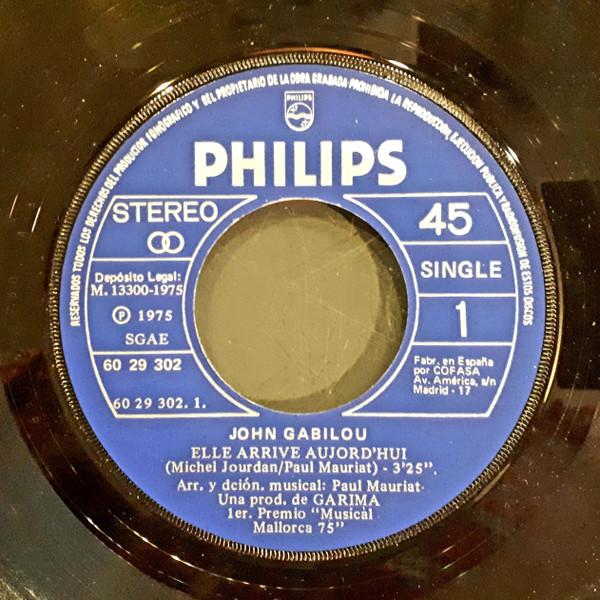 RESERVADOS TODOS LOS DERECHOS DEL PRODUCTOR FONOGRAFICO Y DEL PROPIETARIO DE LA OBRA GRABADA PROHIBIDA LA REPRODUCCION, EJECUCION PUBLICA Y RADIODIFUSION DE ESTOS DISCOS
PHILIPS
PHILIPS
STEREO
45
SINGLE
Depósito Legal:
M. 13300-1975
Ⓟ 1975
SGAE
1
60 29 302
60 29 302. 1.
Fabr. en España
por COFASA
Av. América, s/n
Madrid - 17
JOHN GABILOU
ELLE ARRIVE AUJORD'HUI
(Michel Jourdan/Paul Mauriat) - 3'25".
Arr. y dción. musical: Paul Mauriat
Una prod. de GARIMA
1er. Premio "Musical
Mallorca 75"